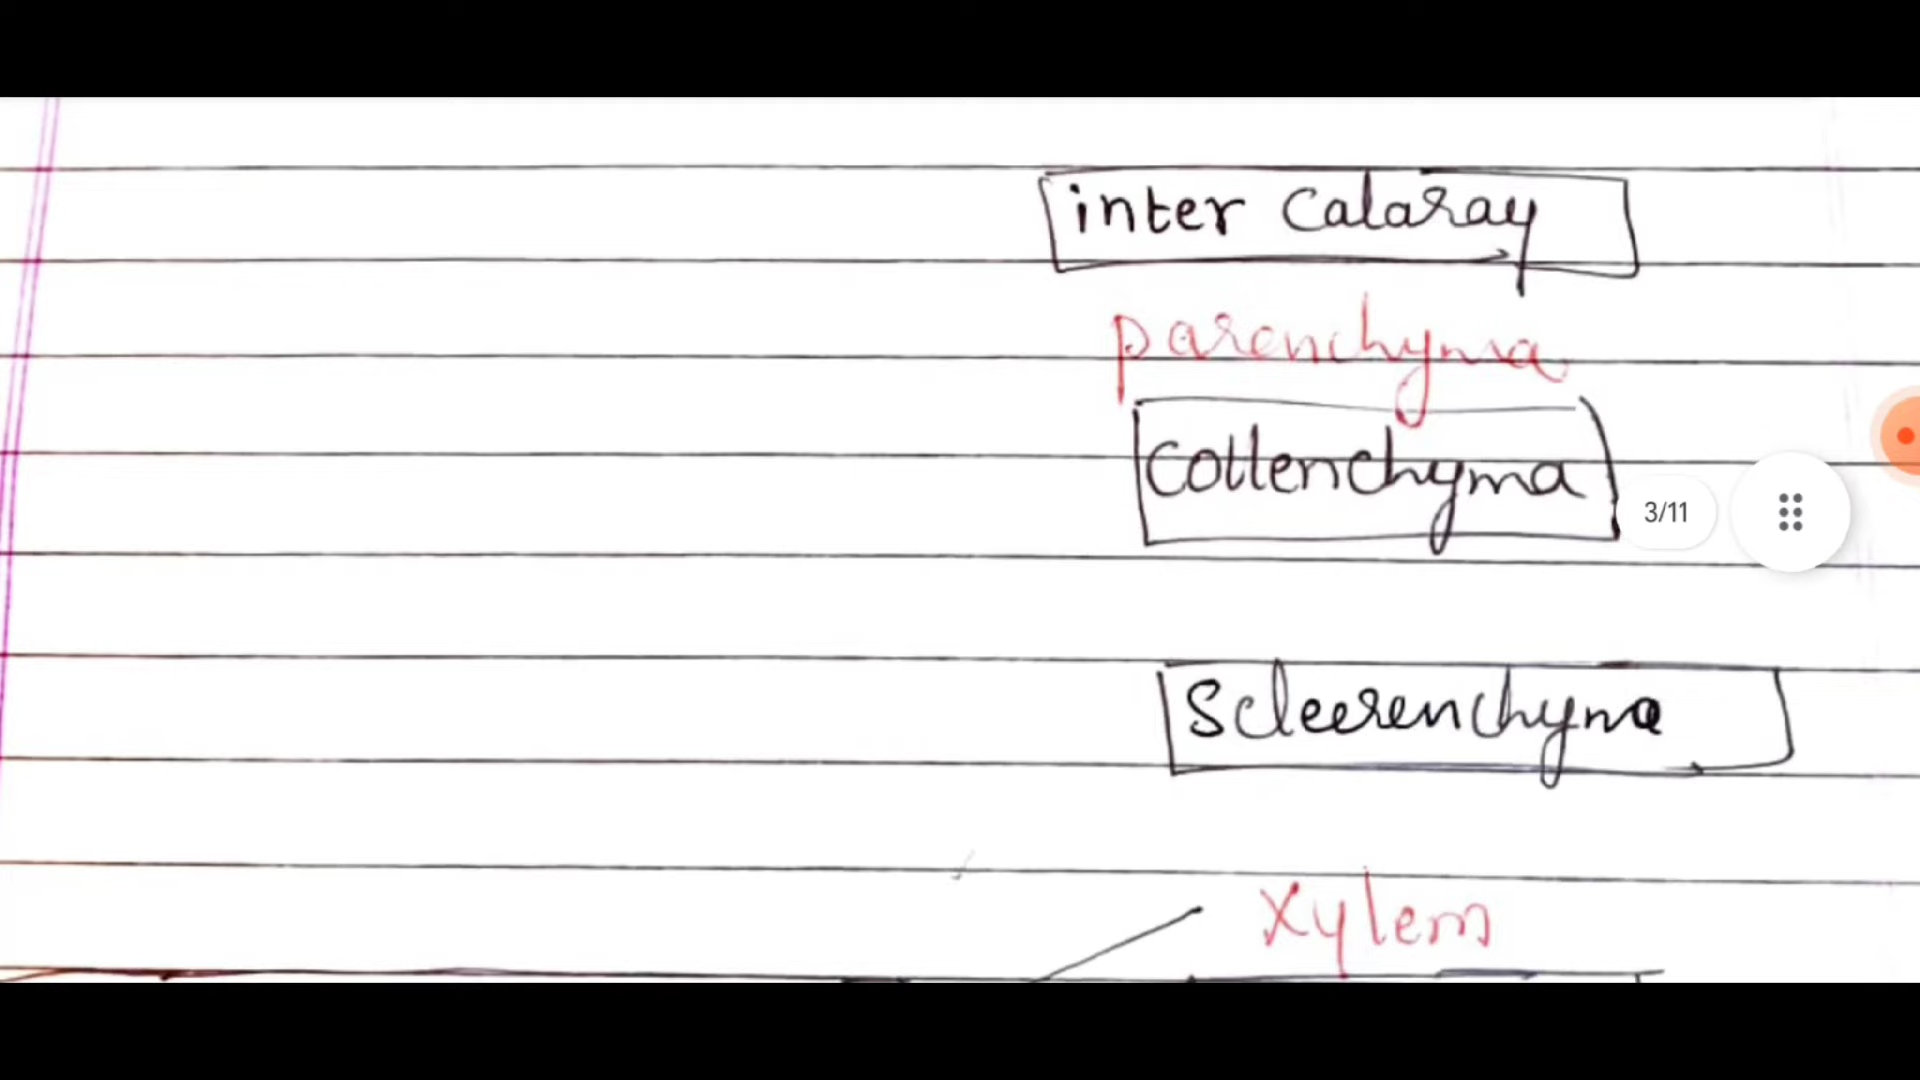 inter Calaray
parenchyma
Collenchyma
3/11
Scleerenchyma
Xylem